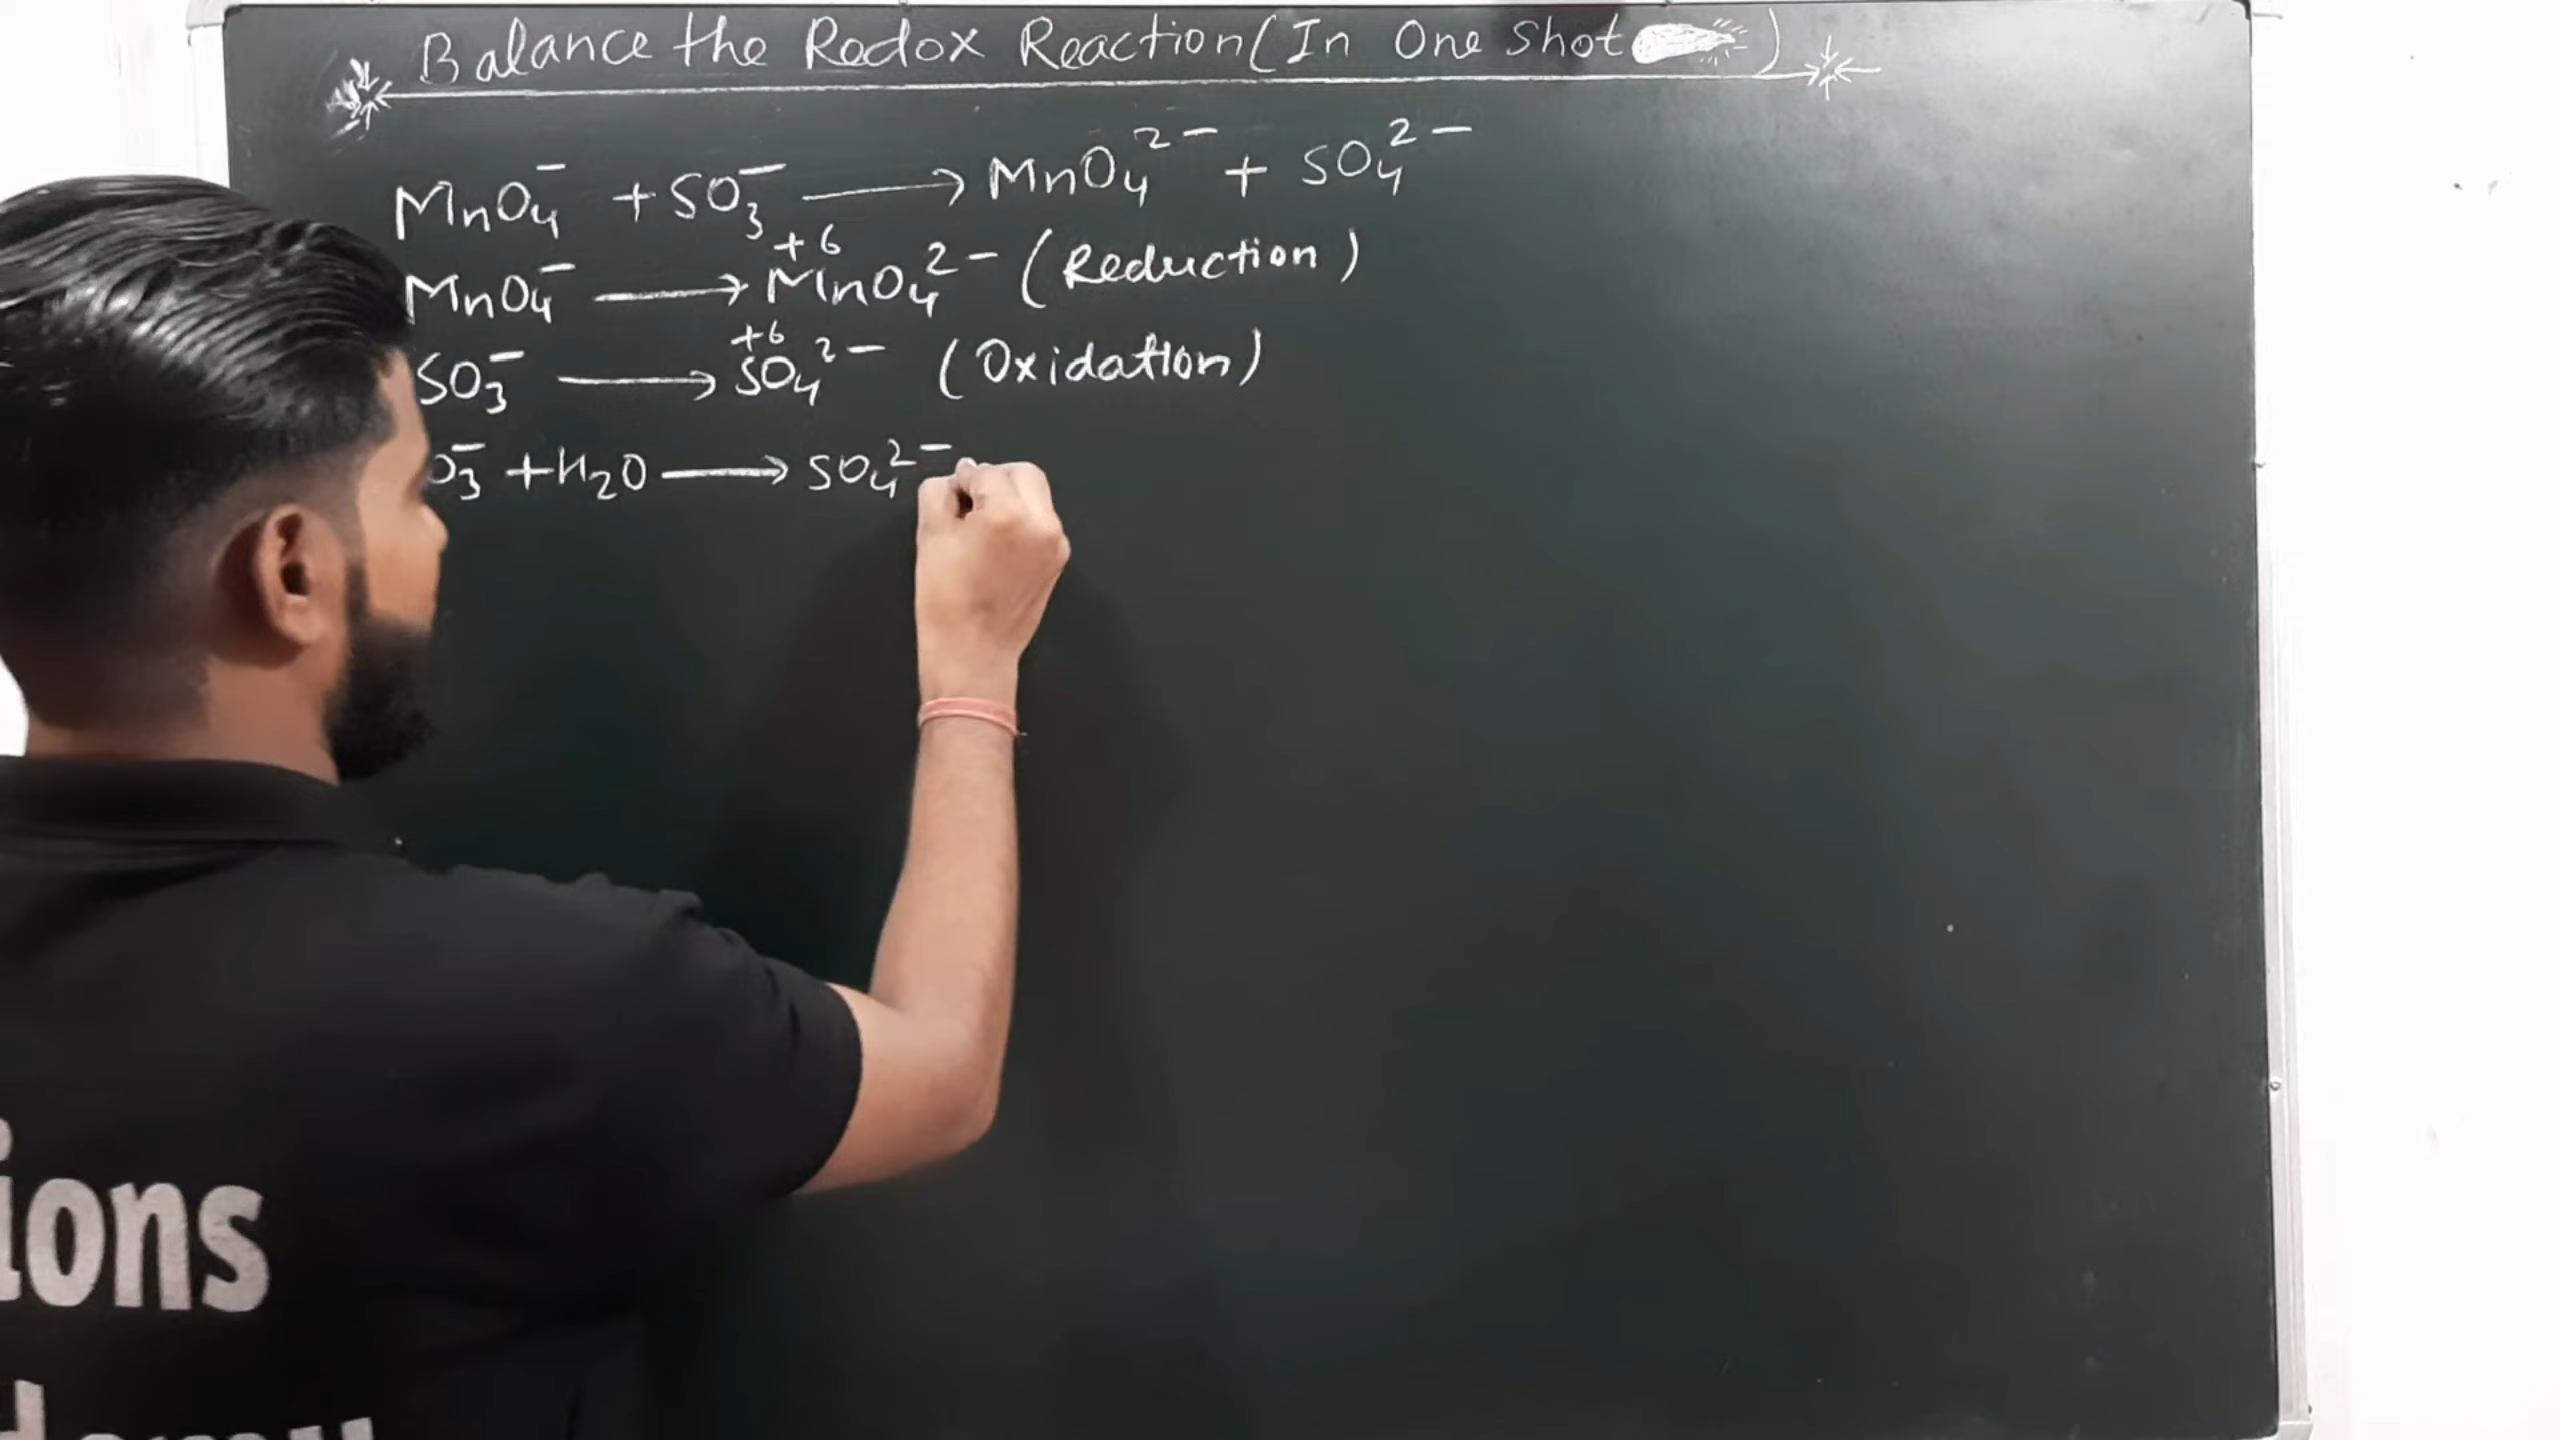 Balance the Redox Reaction (In One Shot )
MnO₄⁻ + SO₃⁻ ⟶ MnO₄²⁻ + SO₄²⁻
+6
MnO₄⁻ ⟶ MnO₄²⁻ (Reduction)
+6
SO₃⁻ ⟶ SO₄²⁻ (Oxidation)
O₃⁻ + H₂O ⟶ SO₄²⁻
ions